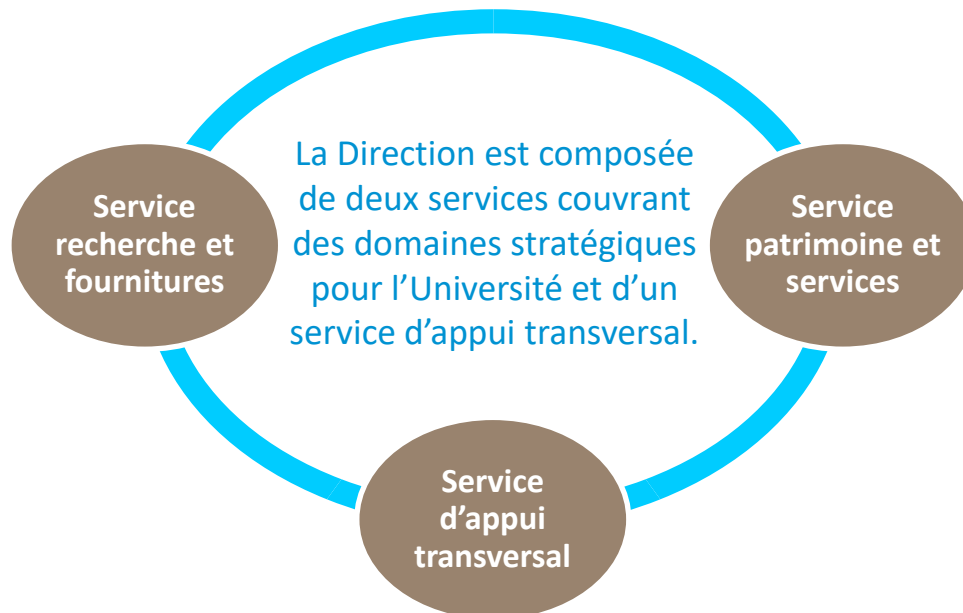 La Direction est composée
de deux services couvrant
des domaines stratégiques
pour l’Université et d’un
service d’appui transversal.
Service
recherche et
fournitures
Service
patrimoine et
services
Service
d’appui
transversal